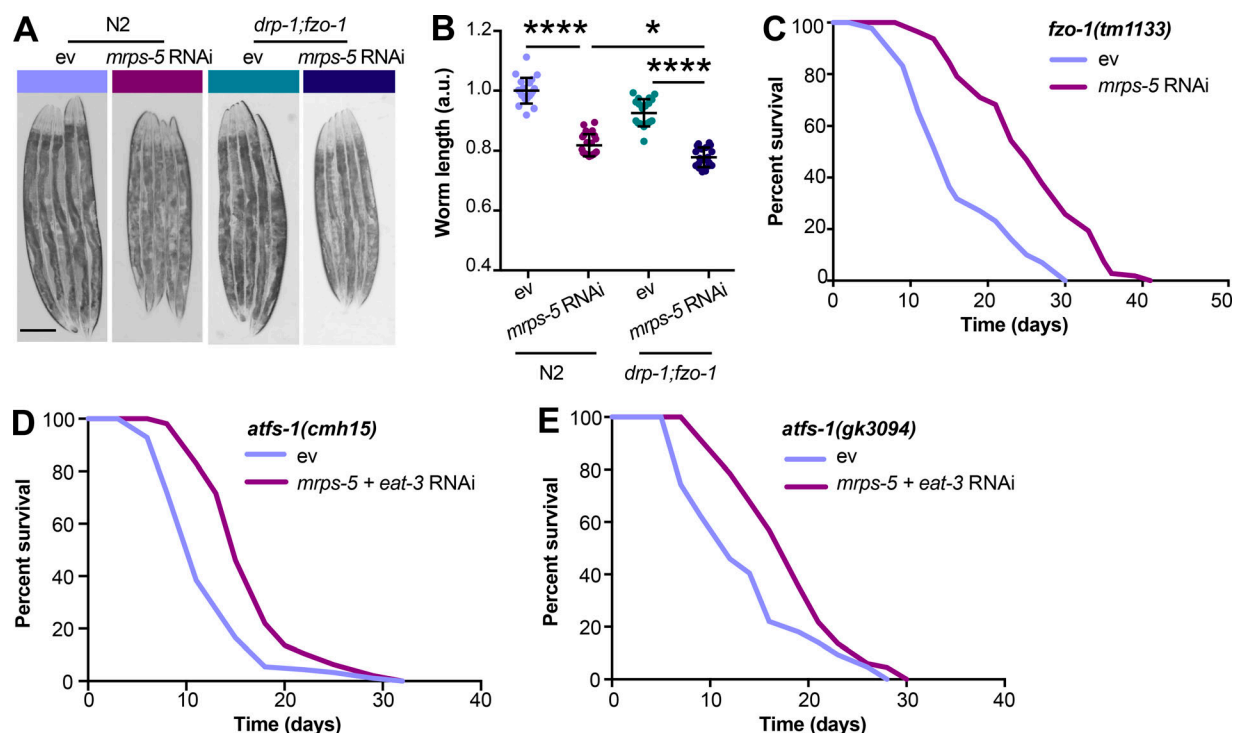 A
N2
drp-1;fzo-1
ev
mrps-5 RNAi
ev
mrps-5 RNAi
B
Worm length (a.u.)
1.2
1.0
0.8
0.6
0.4
****
*
****
ev
mrps-5 RNAi
ev
mrps-5 RNAi
N2
drp-1;fzo-1
C
fzo-1(tm1133)
ev
mrps-5 RNAi
Percent survival
100
80
60
40
20
0
0 10 20 30 40 50
Time (days)
D
atfs-1(cmh15)
ev
mrps-5 + eat-3 RNAi
Percent survival
100
80
60
40
20
0
0 10 20 30 40
Time (days)
E
atfs-1(gk3094)
ev
mrps-5 + eat-3 RNAi
Percent survival
100
80
60
40
20
0
0 10 20 30 40
Time (days)